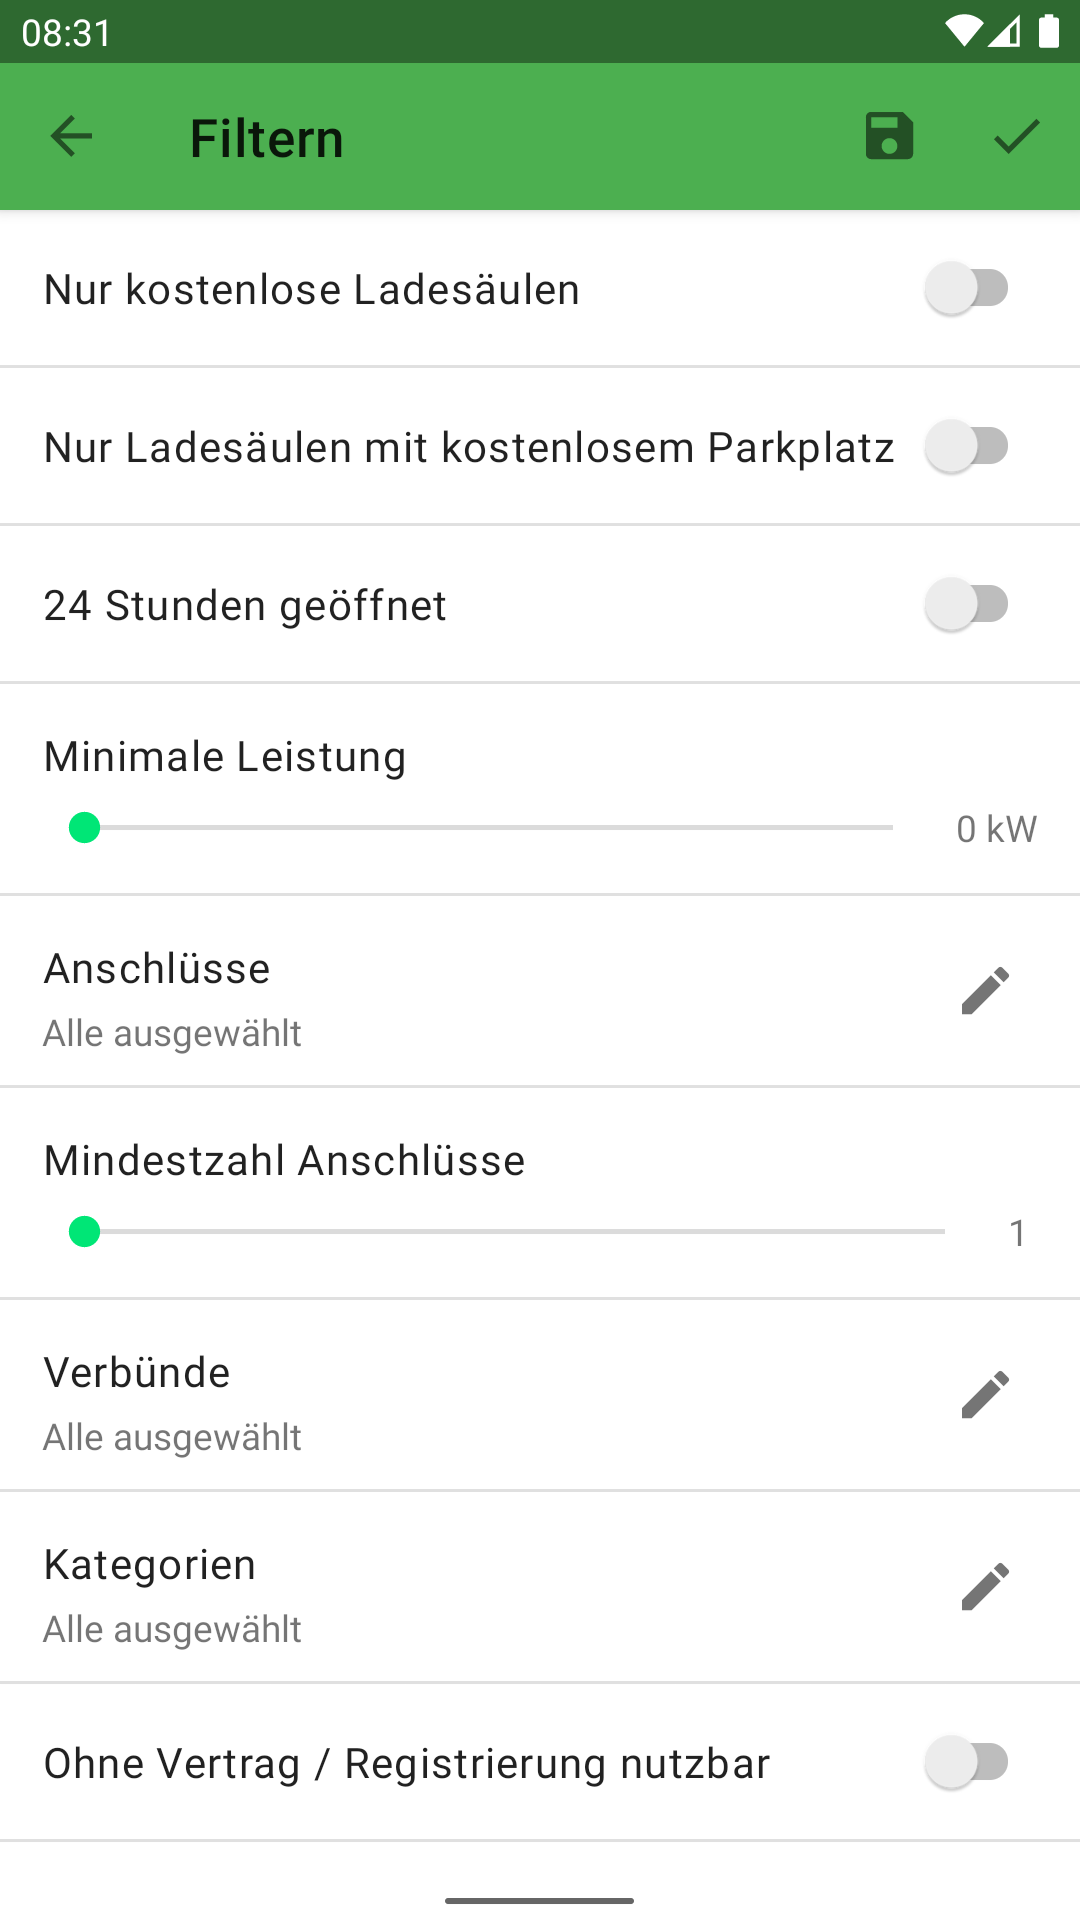 08:31
Filtern
Nur kostenlose Ladesäulen
Nur Ladesäulen mit kostenlosem Parkplatz
24 Stunden geöffnet
Minimale Leistung
0 kW
Anschlüsse
Alle ausgewählt
Mindestzahl Anschlüsse
1
Verbünde
Alle ausgewählt
Kategorien
Alle ausgewählt
Ohne Vertrag / Registrierung nutzbar